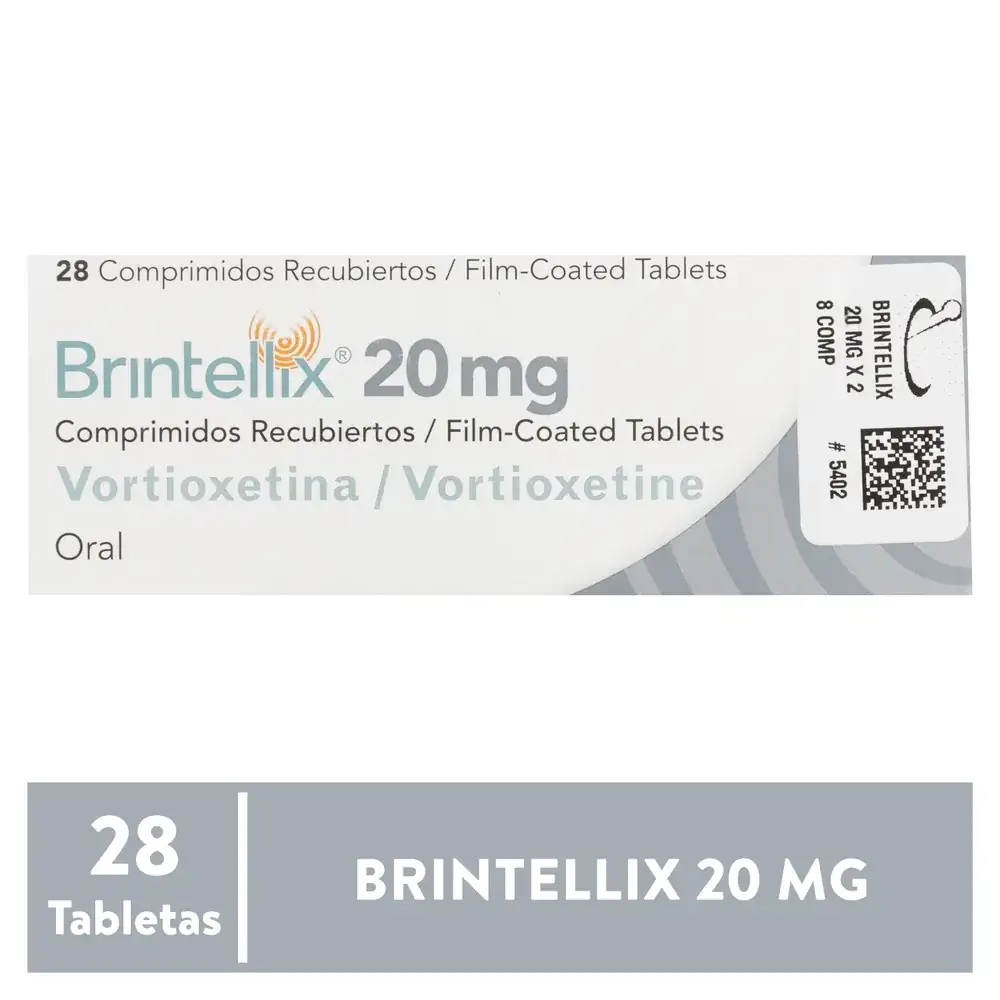 28 Comprimidos Recubiertos / Film-Coated Tablets
Brintellix® 20 mg
Comprimidos Recubiertos / Film-Coated Tablets
Vortioxetina / Vortioxetine
Oral
BRINTELLIX
20 MG X 2
8 COMP
# 5402
28
Tabletas
BRINTELLIX 20 MG